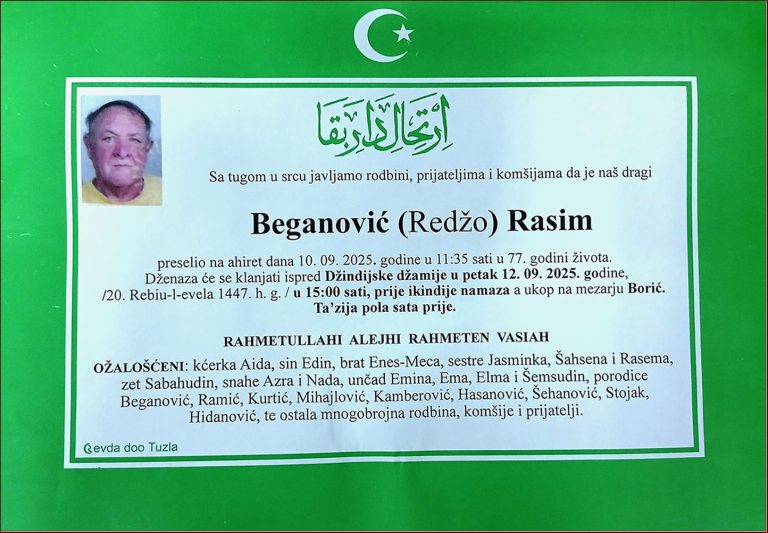 اِرْتِحَالِ دَارِ بَقَا
Sa tugom u srcu javljamo rodbini, prijateljima i komšijama da je naš dragi
Beganović (Redžo) Rasim
preselio na ahiret dana 10. 09. 2025. godine u 11:35 sati u 77. godini života.
Dženaza će se klanjati ispred Džindijske džamije u petak 12. 09. 2025. godine,
/20. Rebiu-l-evela 1447. h. g. / u 15:00 sati, prije ikindije namaza a ukop na mezarju Borić.
Ta’zija pola sata prije.
RAHMETULLAHI ALEJHI RAHMETEN VASIAH
OŽALOŠĆENI: kćerka Aida, sin Edin, brat Enes-Meca, sestre Jasminka, Šahsena i Rasema,
zet Sabahudin, snahe Azra i Nada, unčad Emina, Ema, Elma i Šemsudin, porodice
Beganović, Ramić, Kurtić, Mihajlović, Kamberović, Hasanović, Šehanović, Stojak,
Hidanović, te ostala mnogobrojna rodbina, komšije i prijatelji.
evda doo Tuzla